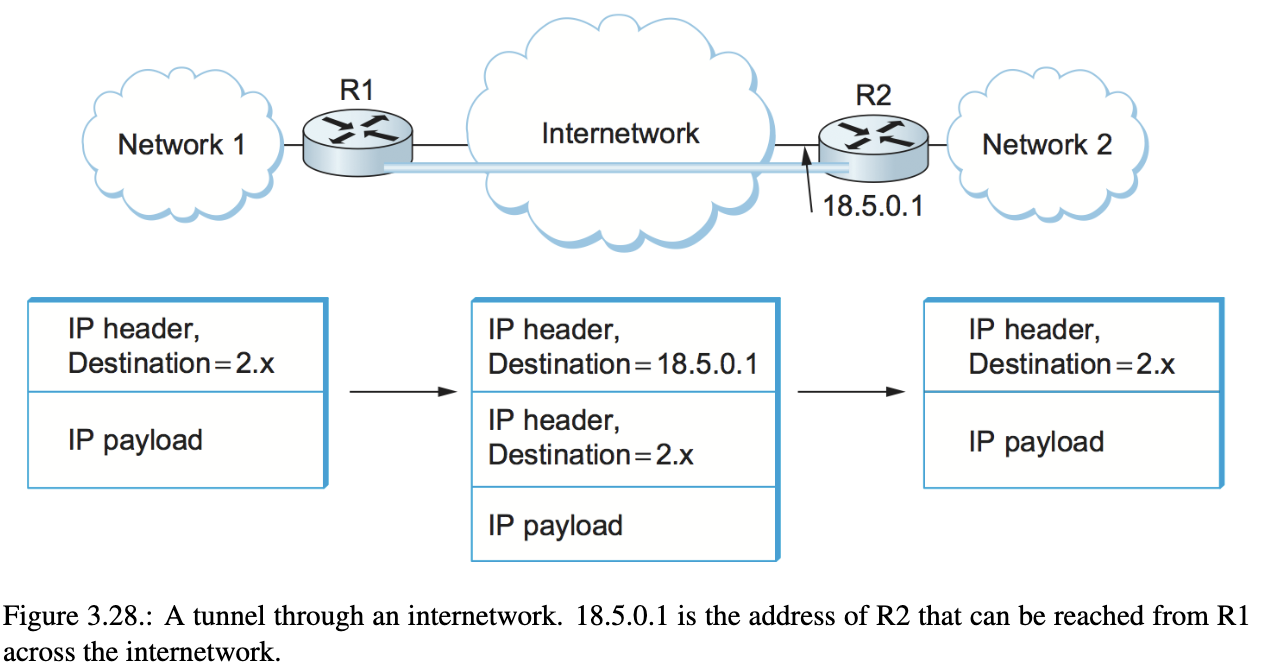 R1
R2
Network 1
Internetwork
Network 2
18.5.0.1
IP header,
Destination=2.x
IP payload
IP header,
Destination=18.5.0.1
IP header,
Destination=2.x
IP payload
IP header,
Destination=2.x
IP payload
Figure 3.28.: A tunnel through an internetwork. 18.5.0.1 is the address of R2 that can be reached from R1
across the internetwork.